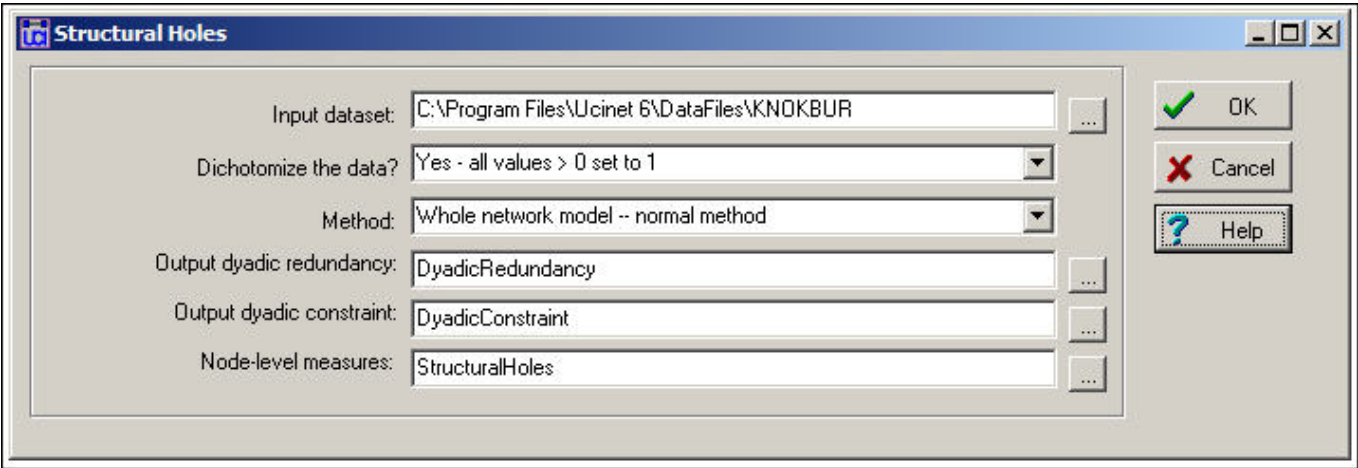 Structural Holes
Input dataset: C:\Program Files\Ucinet 6\DataFiles\KNOKBUR ...
OK
Dichotomize the data? Yes - all values > 0 set to 1
Cancel
Method: Whole network model -- normal method
Help
Output dyadic redundancy: DyadicRedundancy ...
Output dyadic constraint: DyadicConstraint ...
Node-level measures: StructuralHoles ...